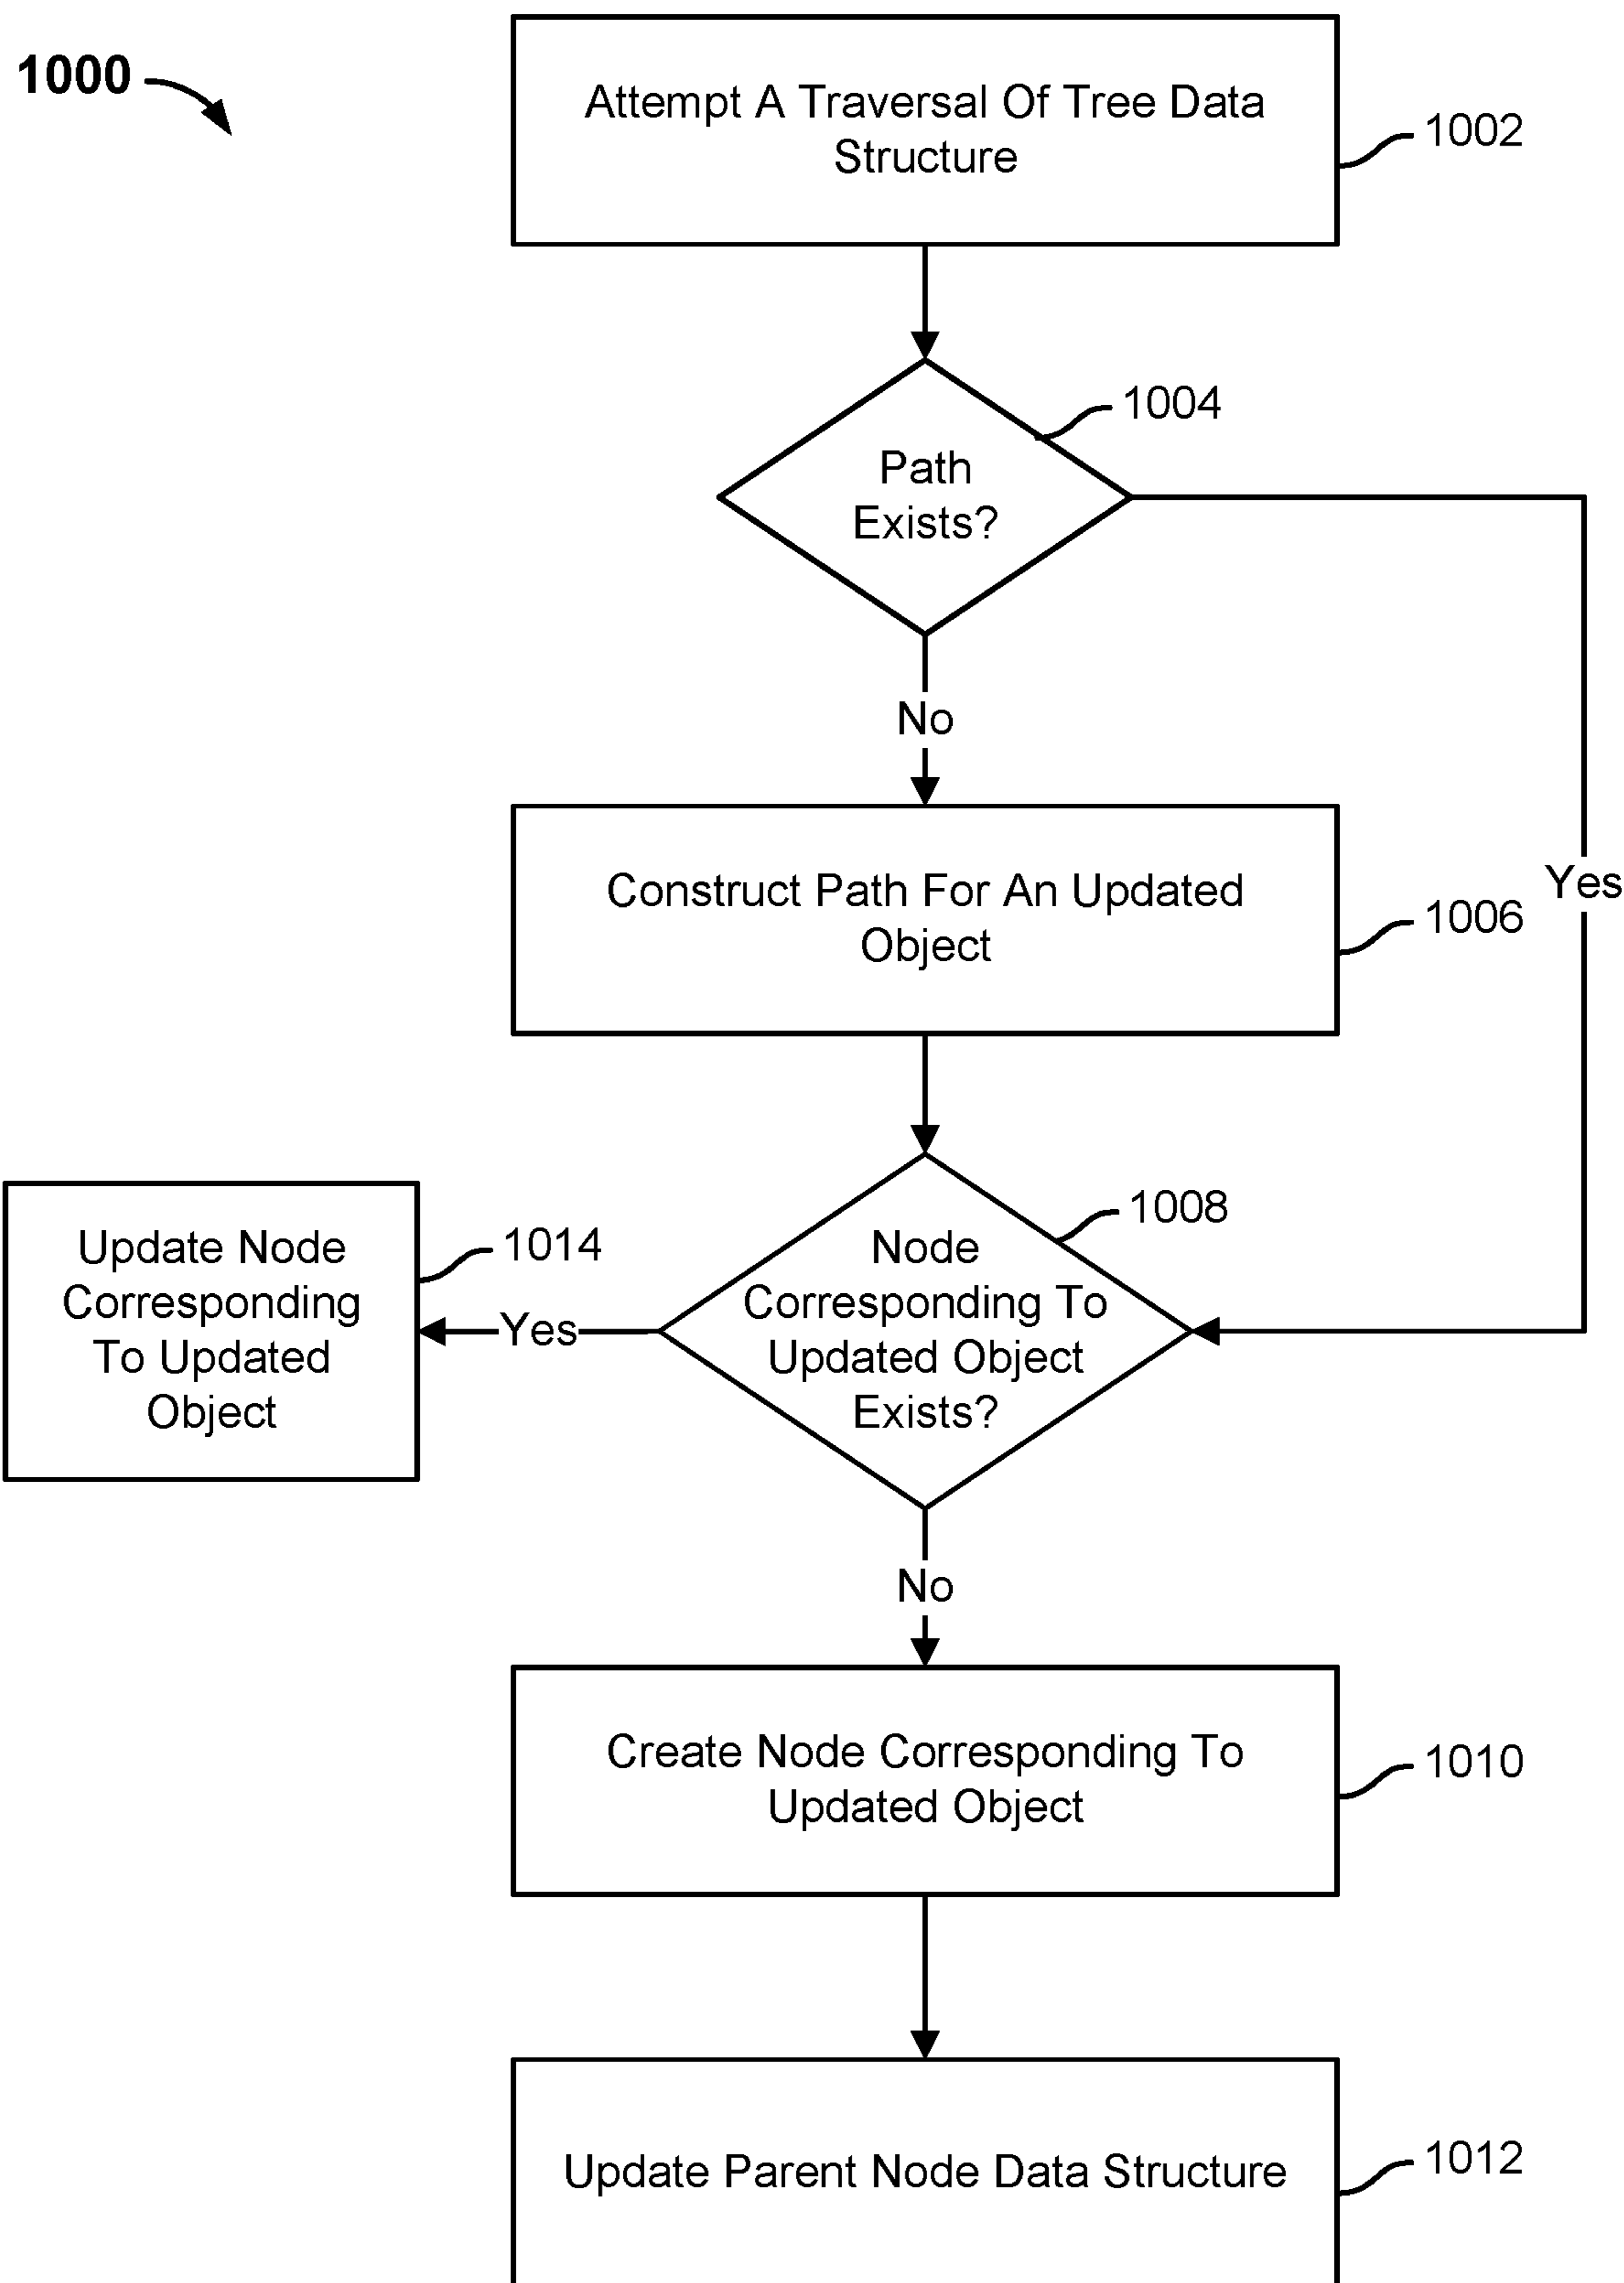 1000
Attempt A Traversal Of Tree Data
Structure
1002
1004
Path
Exists?
No
Yes
Construct Path For An Updated
Object
1006
1008
Node
Corresponding To
Updated Object
Exists?
Yes
1014
Update Node
Corresponding
To Updated
Object
No
Create Node Corresponding To
Updated Object
1010
Update Parent Node Data Structure
1012